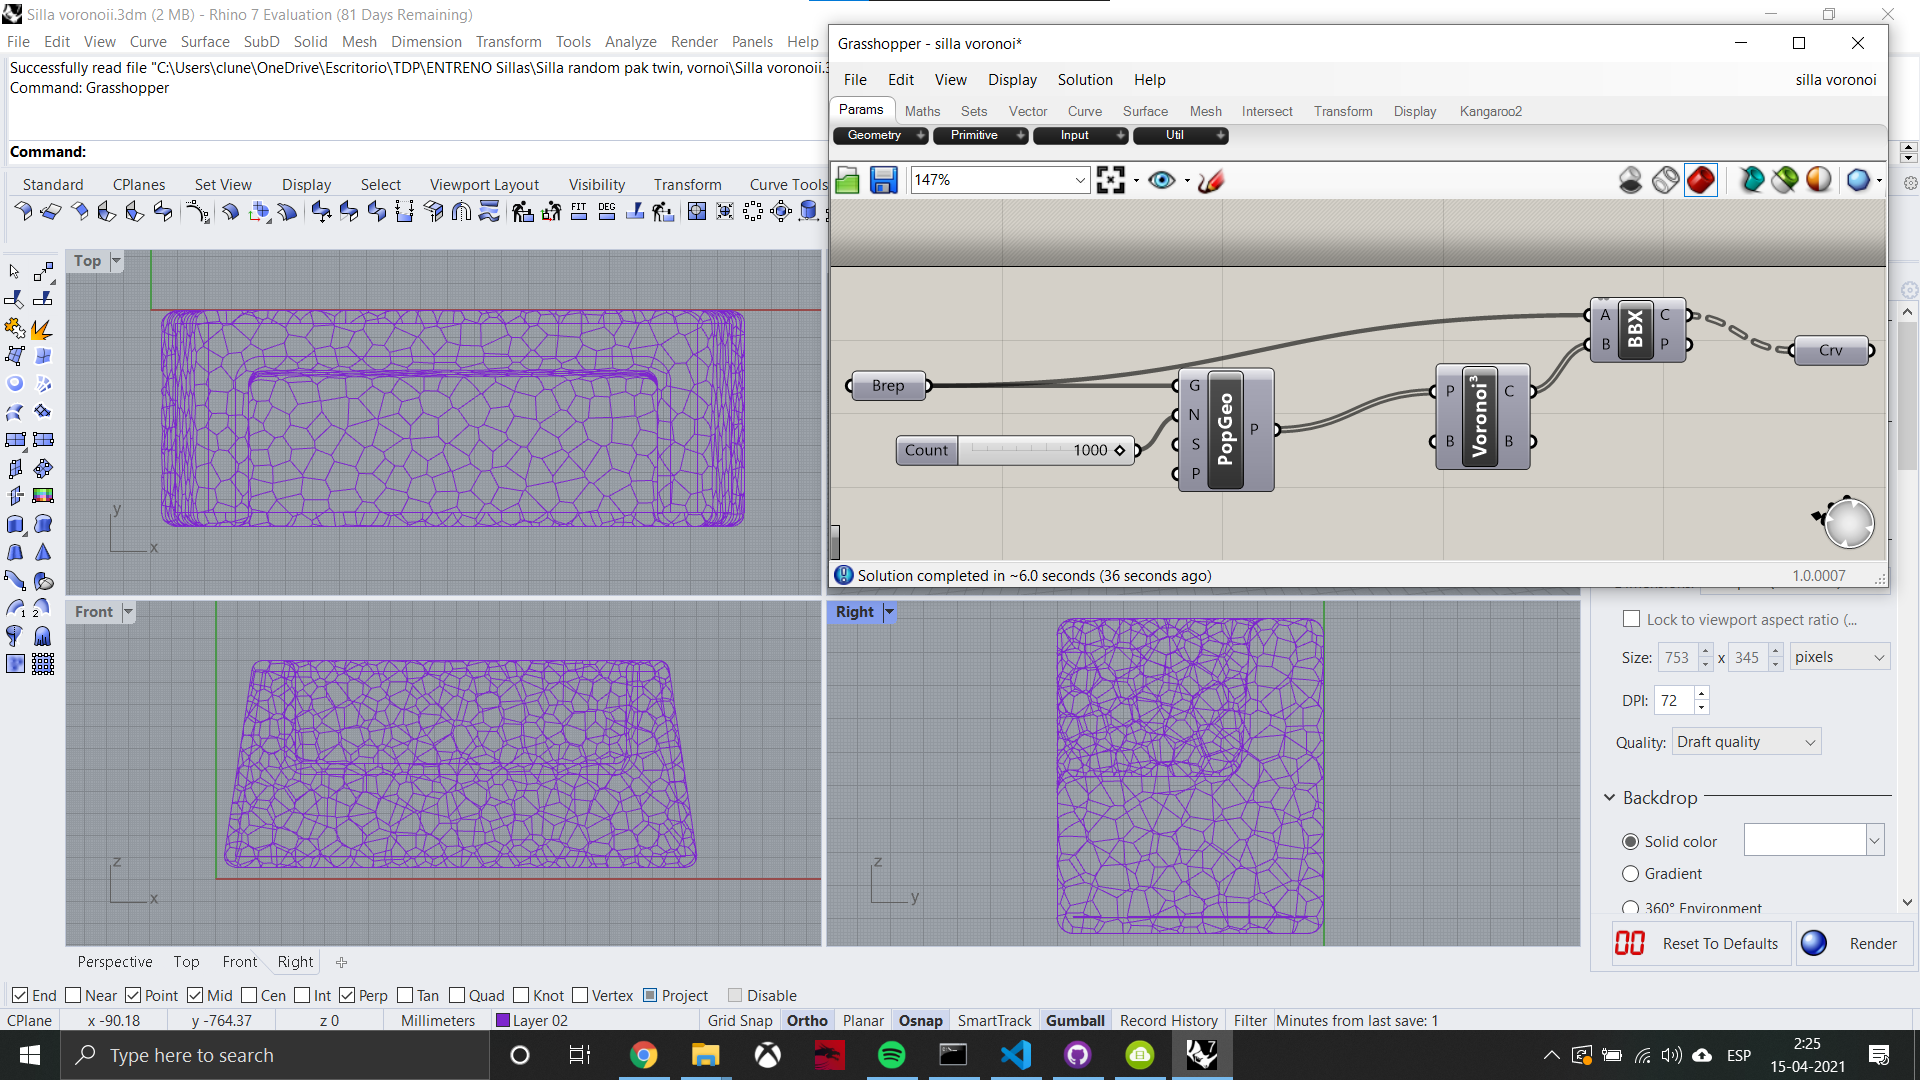 Silla voronoii.3dm (2 MB) - Rhino 7 Evaluation (81 Days Remaining)
File Edit View Curve Surface SubD Solid Mesh Dimension Transform Tools Analyze Render Panels Help
Successfully read file "C:\Users\clune\OneDrive\Escritorio\TDP\ENTRENO Sillas\Silla random pak twin, vornoi\Silla voronoii.3
Command: Grasshopper
Command:
Standard CPlanes Set View Display Select Viewport Layout Visibility Transform Curve Tools
FIT DEG
Grasshopper - silla voronoi*
File Edit View Display Solution Help silla voronoi
Params Maths Sets Vector Curve Surface Mesh Intersect Transform Display Kangaroo2
Geometry Primitive Input Util
147%
Brep
Count 1000
G N S P PopGeo P
P B Voronoi³ C B
A B BBX C P
Crv
Solution completed in ~6.0 seconds (36 seconds ago) 1.0.0007
Top
y
x
Front
z
x
Right
z
y
Lock to viewport aspect ratio (...
Size: 753 x 345 pixels
DPI: 72
Quality: Draft quality
Backdrop
Solid color
Gradient
360° Environment
Reset To Defaults Render
Perspective Top Front Right
End Near Point Mid Cen Int Perp Tan Quad Knot Vertex Project Disable
CPlane x -90.18 y -764.37 z 0 Millimeters Layer 02 Grid Snap Ortho Planar Osnap SmartTrack Gumball Record History Filter Minutes from last save: 1
Type here to search
7
ESP
2:25
15-04-2021